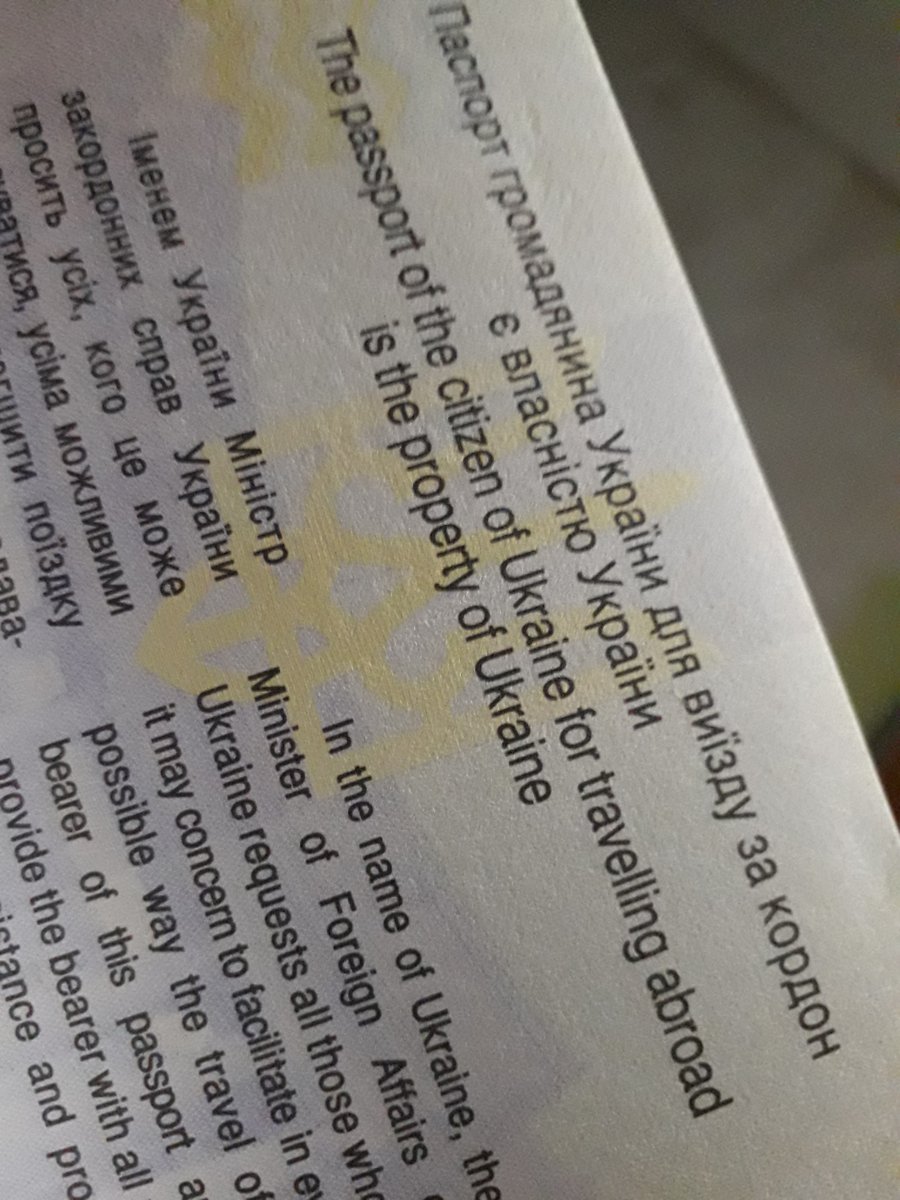 Паспорт громадянина України для виїзду за кордон
є власністю України
The passport of the citizen of Ukraine for travelling abroad
is the property of Ukraine
Іменем України Міністр
закордонних справ України
просить усіх, кого це може
усіма можливими
поїздку
In the name of Ukraine, the
Minister of Foreign Affairs
Ukraine requests all those who
it may concern to facilitate in
possible way the travel of
bearer of this passport
provide the bearer with all
and